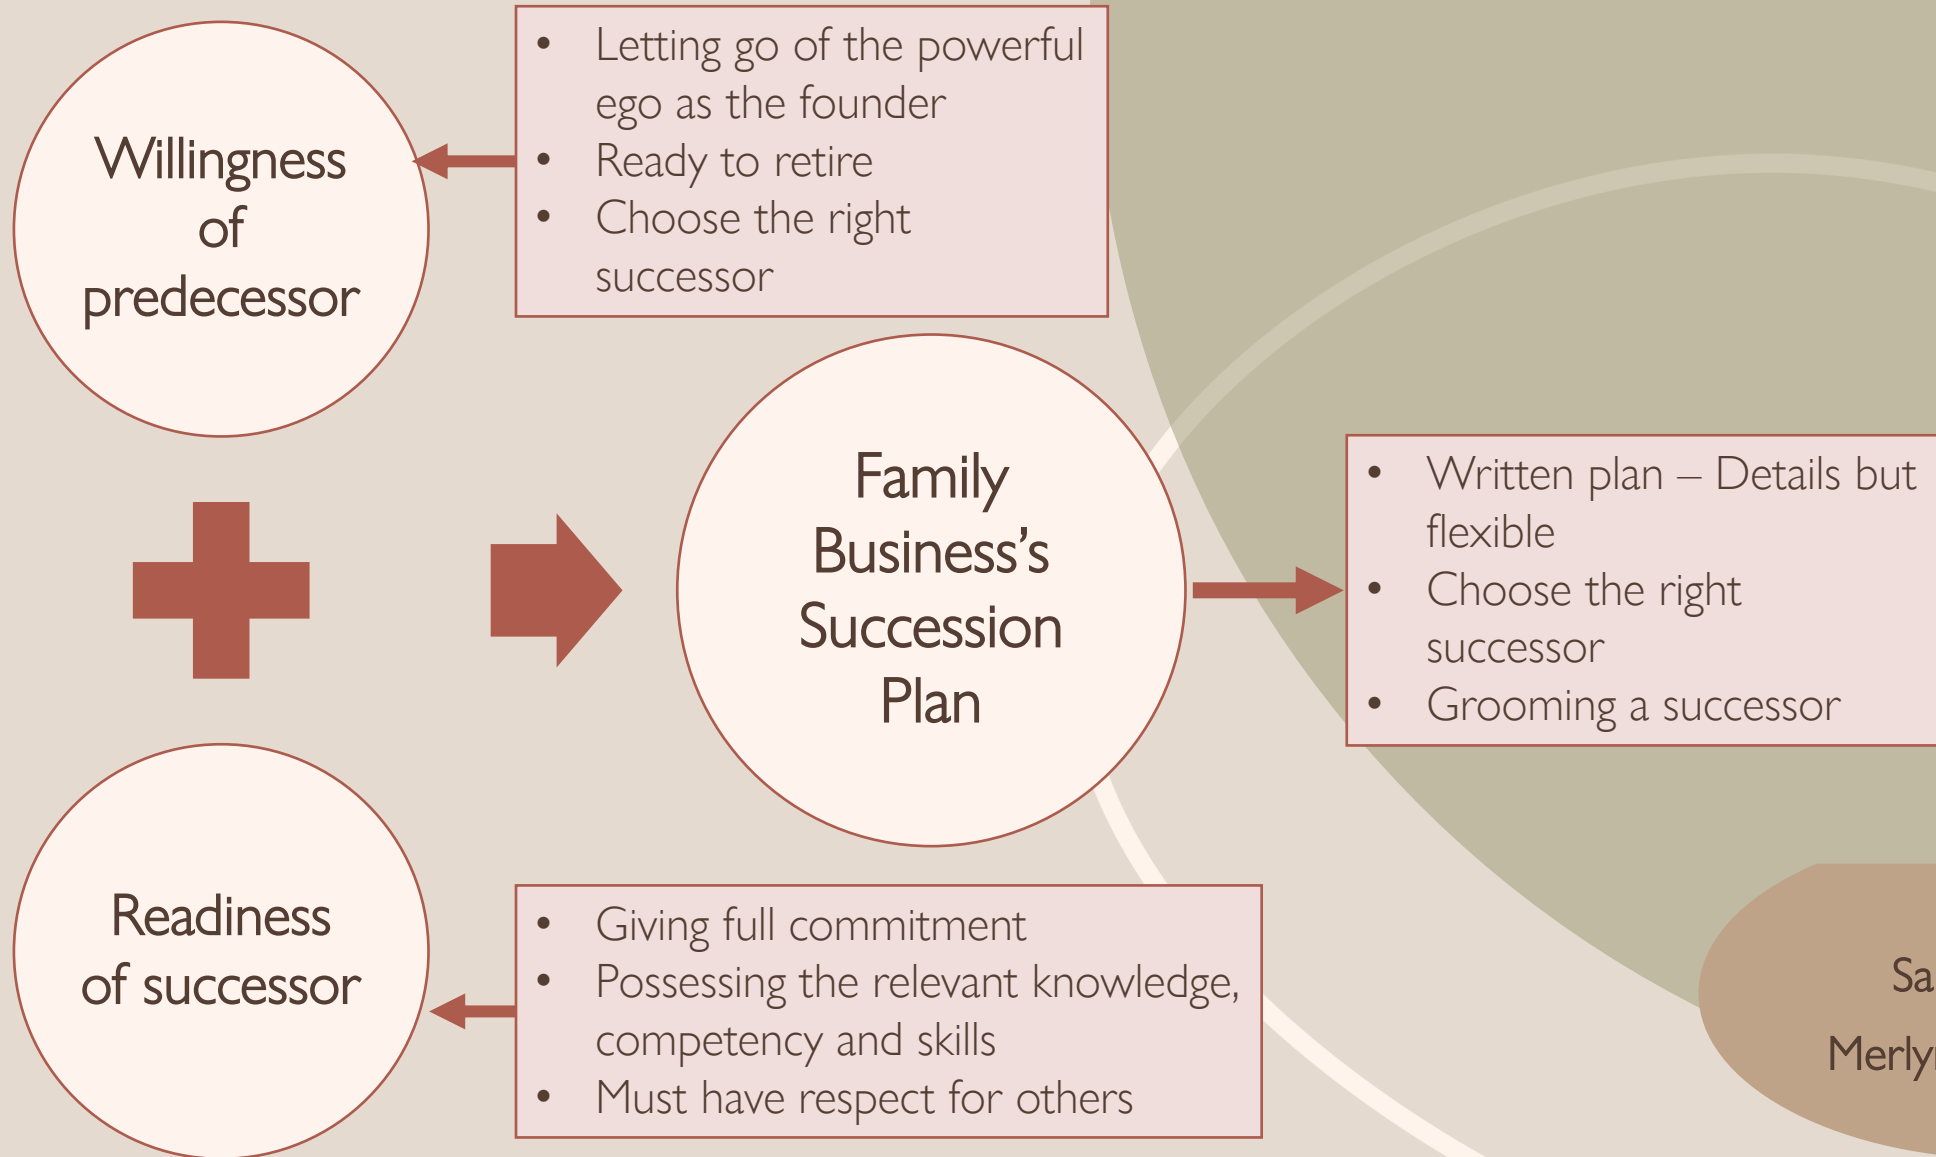 Willingness
of
predecessor
• Letting go of the powerful
ego as the founder
• Ready to retire
• Choose the right
successor
Family
Business’s
Succession
Plan
• Written plan – Details but
flexible
• Choose the right
successor
• Grooming a successor
Readiness
of successor
• Giving full commitment
• Possessing the relevant knowledge,
competency and skills
• Must have respect for others